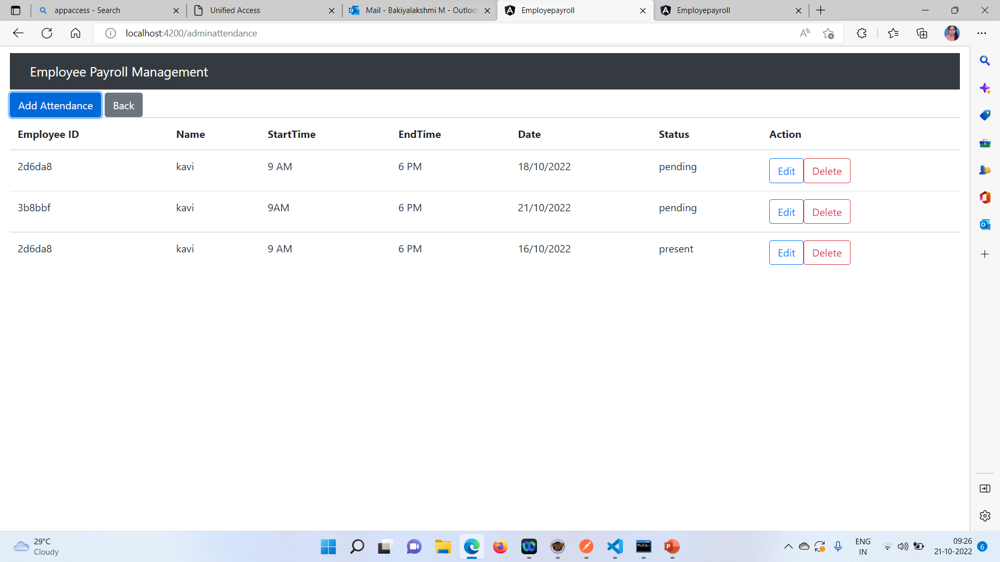 appaccess - Search
Unified Access
Mail - Bakiyalakshmi M - Outlool
Employepayroll
Employepayroll
localhost:4200/adminattendance
Employee Payroll Management
Add Attendance Back
Employee ID Name StartTime EndTime Date Status Action
2d6da8 kavi 9 AM 6 PM 18/10/2022 pending Edit Delete
3b8bbf kavi 9AM 6 PM 21/10/2022 pending Edit Delete
2d6da8 kavi 9 AM 6 PM 16/10/2022 present Edit Delete
29°C
Cloudy
ENG
IN
09:26
21-10-2022
6